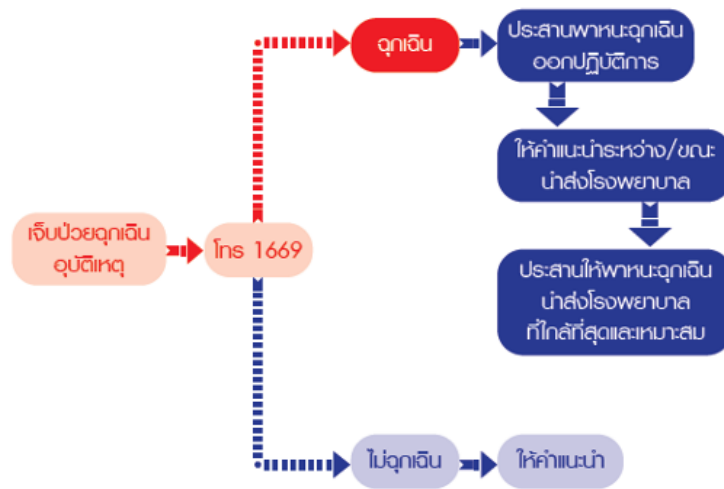 เจ็บป่วยฉุกเฉิน
อุบัติเหตุ
โทร 1669
ฉุกเฉิน
ประสานพาหนะฉุกเฉิน
ออกปฏิบัติการ
ให้คำแนะนำระหว่าง/ขณะ
นำส่งโรงพยาบาล
ประสานให้พาหนะฉุกเฉิน
นำส่งโรงพยาบาล
ที่ใกล้ที่สุดและเหมาะสม
ไม่ฉุกเฉิน
ให้คำแนะนำ